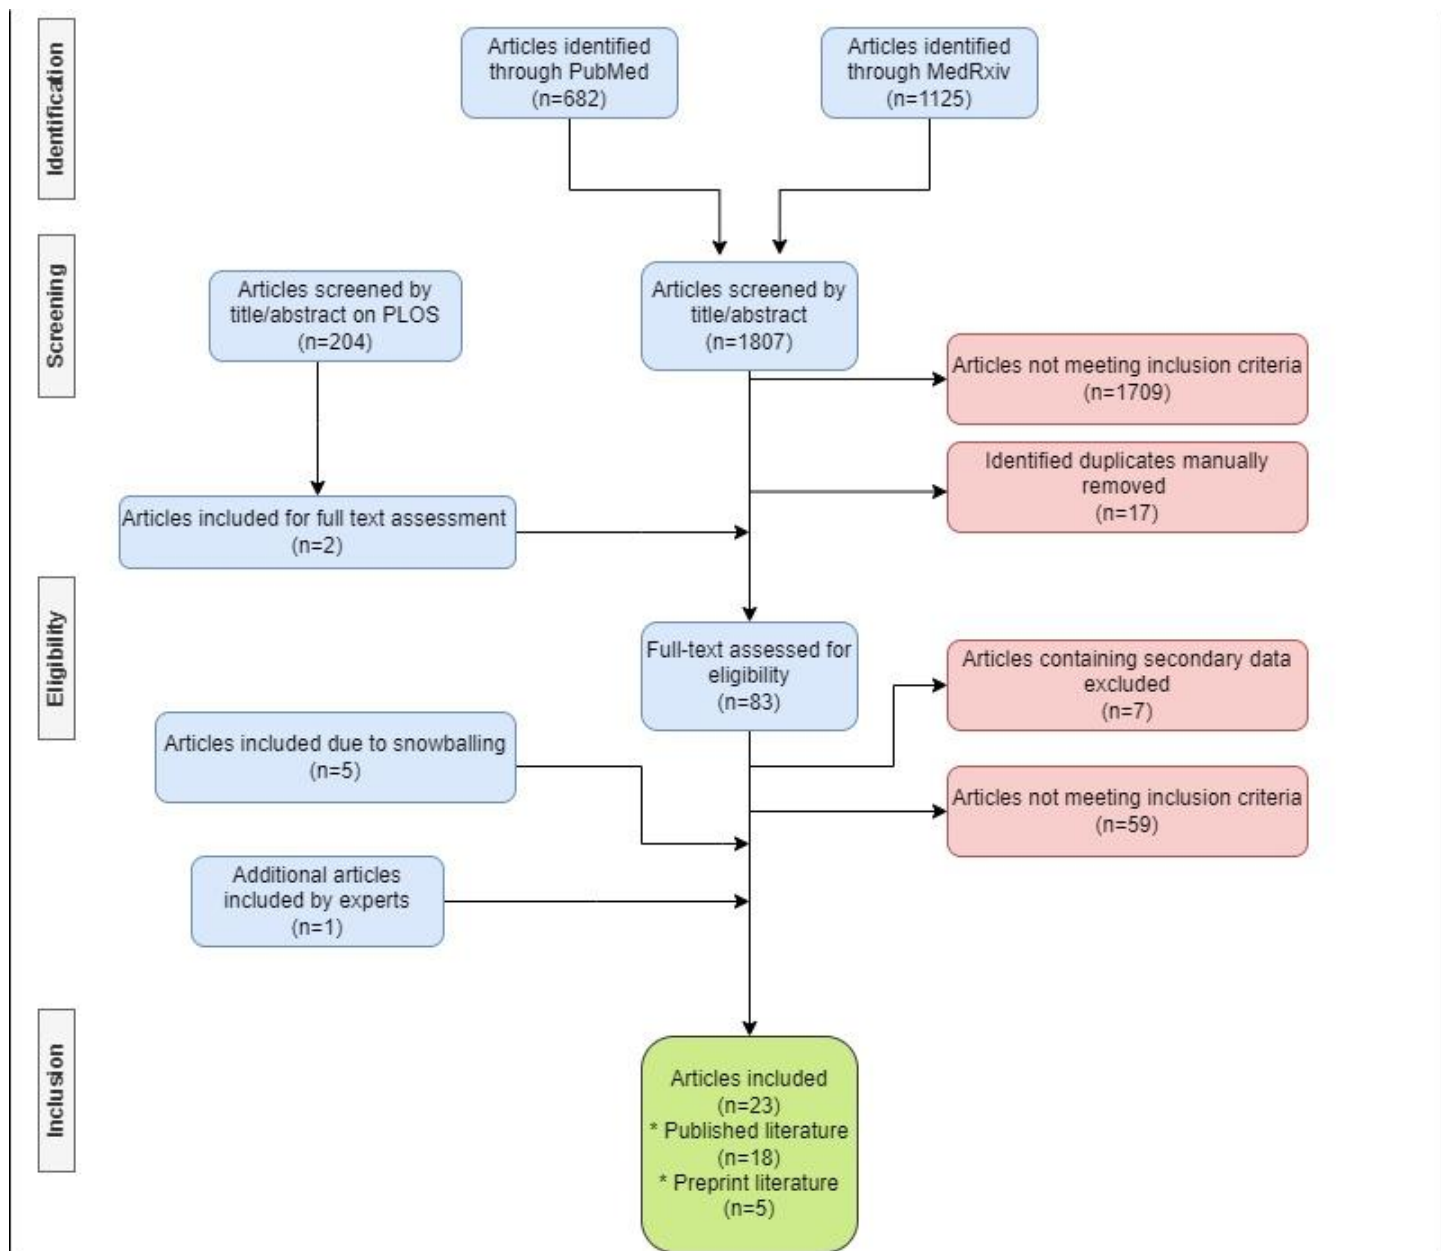 Identification
Articles identified
through PubMed
(n=682)
Articles identified
through MedRxiv
(n=1125)
Screening
Articles screened by
title/abstract on PLOS
(n=204)
Articles screened by
title/abstract
(n=1807)
Articles not meeting inclusion criteria
(n=1709)
Identified duplicates manually
removed
(n=17)
Articles included for full text assessment
(n=2)
Eligibility
Full-text assessed for
eligibility
(n=83)
Articles containing secondary data
excluded
(n=7)
Articles included due to snowballing
(n=5)
Articles not meeting inclusion criteria
(n=59)
Additional articles
included by experts
(n=1)
Inclusion
Articles included
(n=23)
* Published literature
(n=18)
* Preprint literature
(n=5)